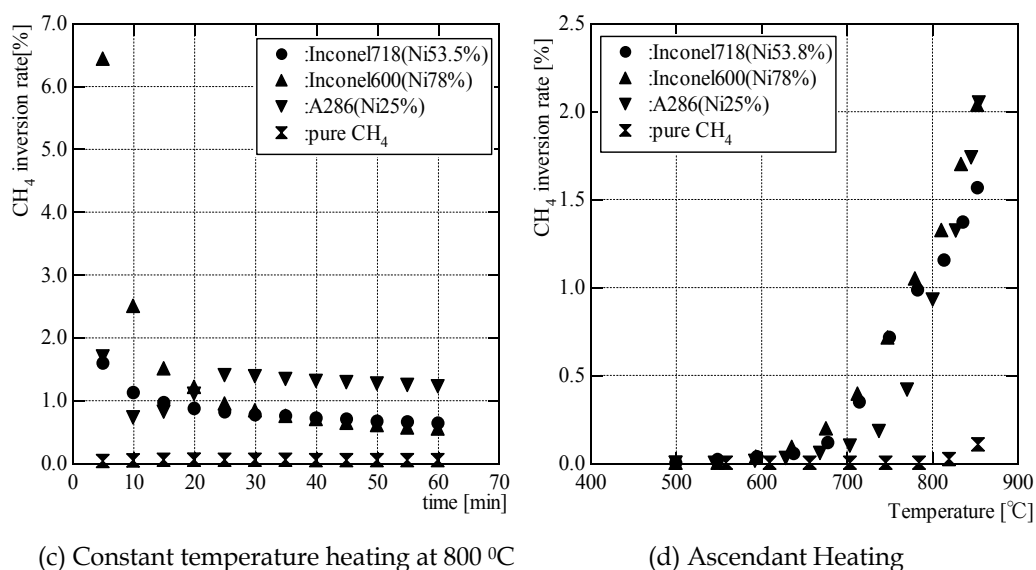 7.0
6.0
5.0
4.0
3.0
2.0
1.0
0.0
CH4 inversion rate[%]
:Inconel718(Ni53.5%)
:Inconel600(Ni78%)
:A286(Ni25%)
:pure CH4
0 10 20 30 40 50 60 70
time [min]
(c) Constant temperature heating at 800 ⁰C
2.5
2.0
1.5
1.0
0.5
0.0
CH4 inversion rate [%]
:Inconel718(Ni53.8%)
:Inconel600(Ni78%)
:A286(Ni25%)
:pure CH4
400 500 600 700 800 900
Temperature [℃]
(d) Ascendant Heating